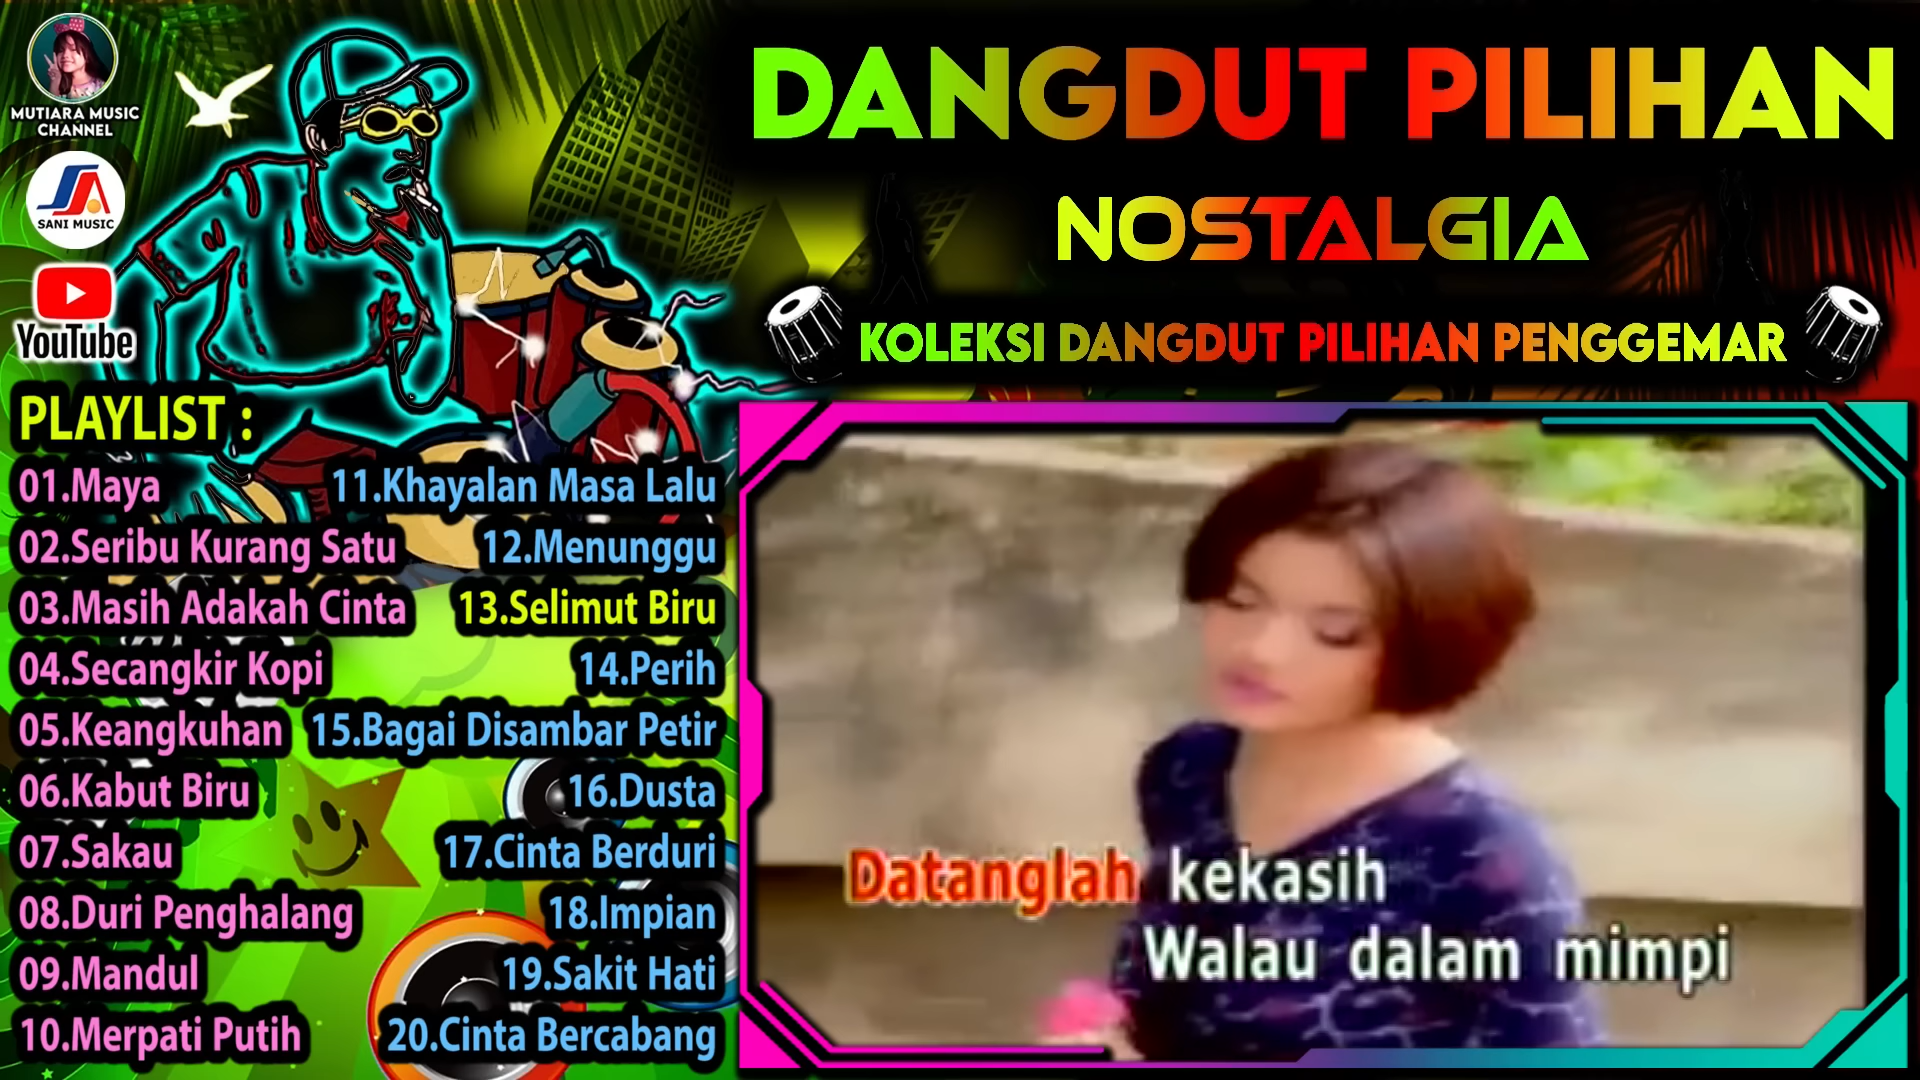 MUTIARA MUSIC
CHANNEL
SANI MUSIC
YouTube
DANGDUT PILIHAN
NOSTALGIA
KOLEKSI DANGDUT PILIHAN PENGGEMAR
PLAYLIST :
01.Maya
02.Seribu Kurang Satu
03.Masih Adakah Cinta
04.Secangkir Kopi
05.Keangkuhan
06.Kabut Biru
07.Sakau
08.Duri Penghalang
09.Mandul
10.Merpati Putih
11.Khayalan Masa Lalu
12.Menunggu
13.Selimut Biru
14.Perih
15.Bagai Disambar Petir
16.Dusta
17.Cinta Berduri
18.Impian
19.Sakit Hati
20.Cinta Bercabang
Datanglah kekasih
Walau dalam mimpi